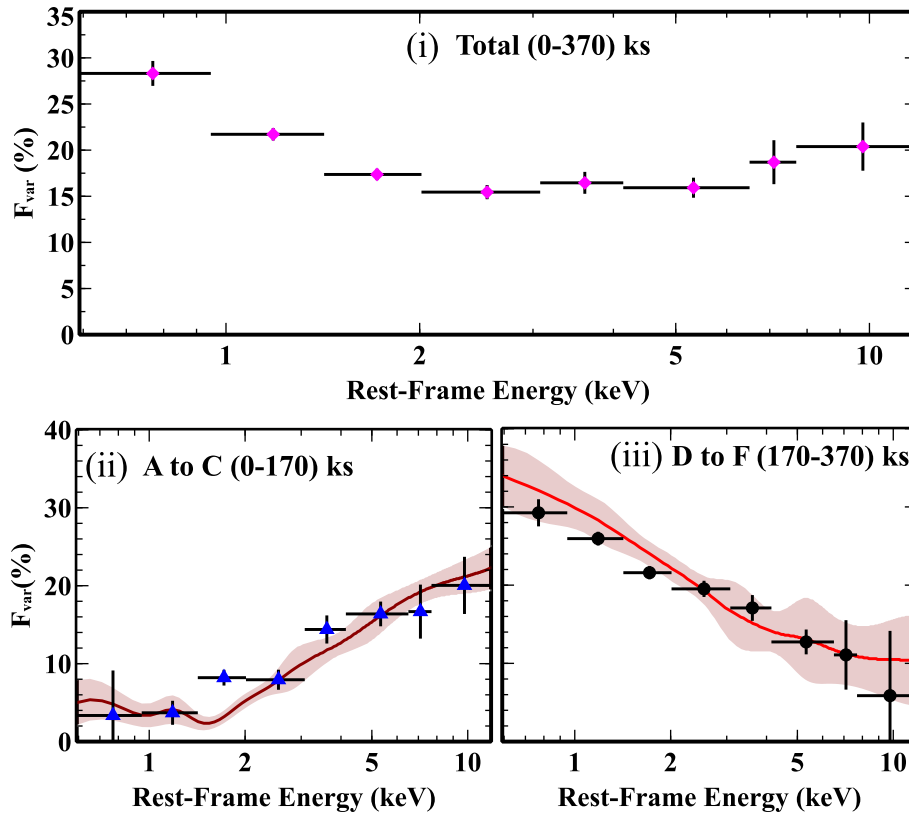 (i) Total (0-370) ks
35
30
25
20
15
10
5
0
F_var (%)
1 2 5 10
Rest-Frame Energy (keV)
(ii) A to C (0-170) ks
40
30
20
10
0
F_var(%)
1 2 5 10
Rest-Frame Energy (keV)
(iii) D to F (170-370) ks
1 2 5 10
Rest-Frame Energy (keV)